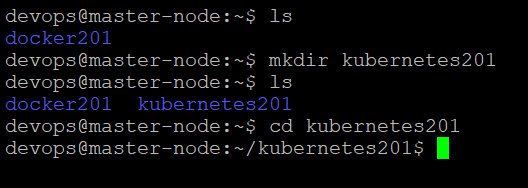 devops@master-node:~$ ls
docker201
devops@master-node:~$ mkdir kubernetes201
devops@master-node:~$ ls
docker201  kubernetes201
devops@master-node:~$ cd kubernetes201
devops@master-node:~/kubernetes201$